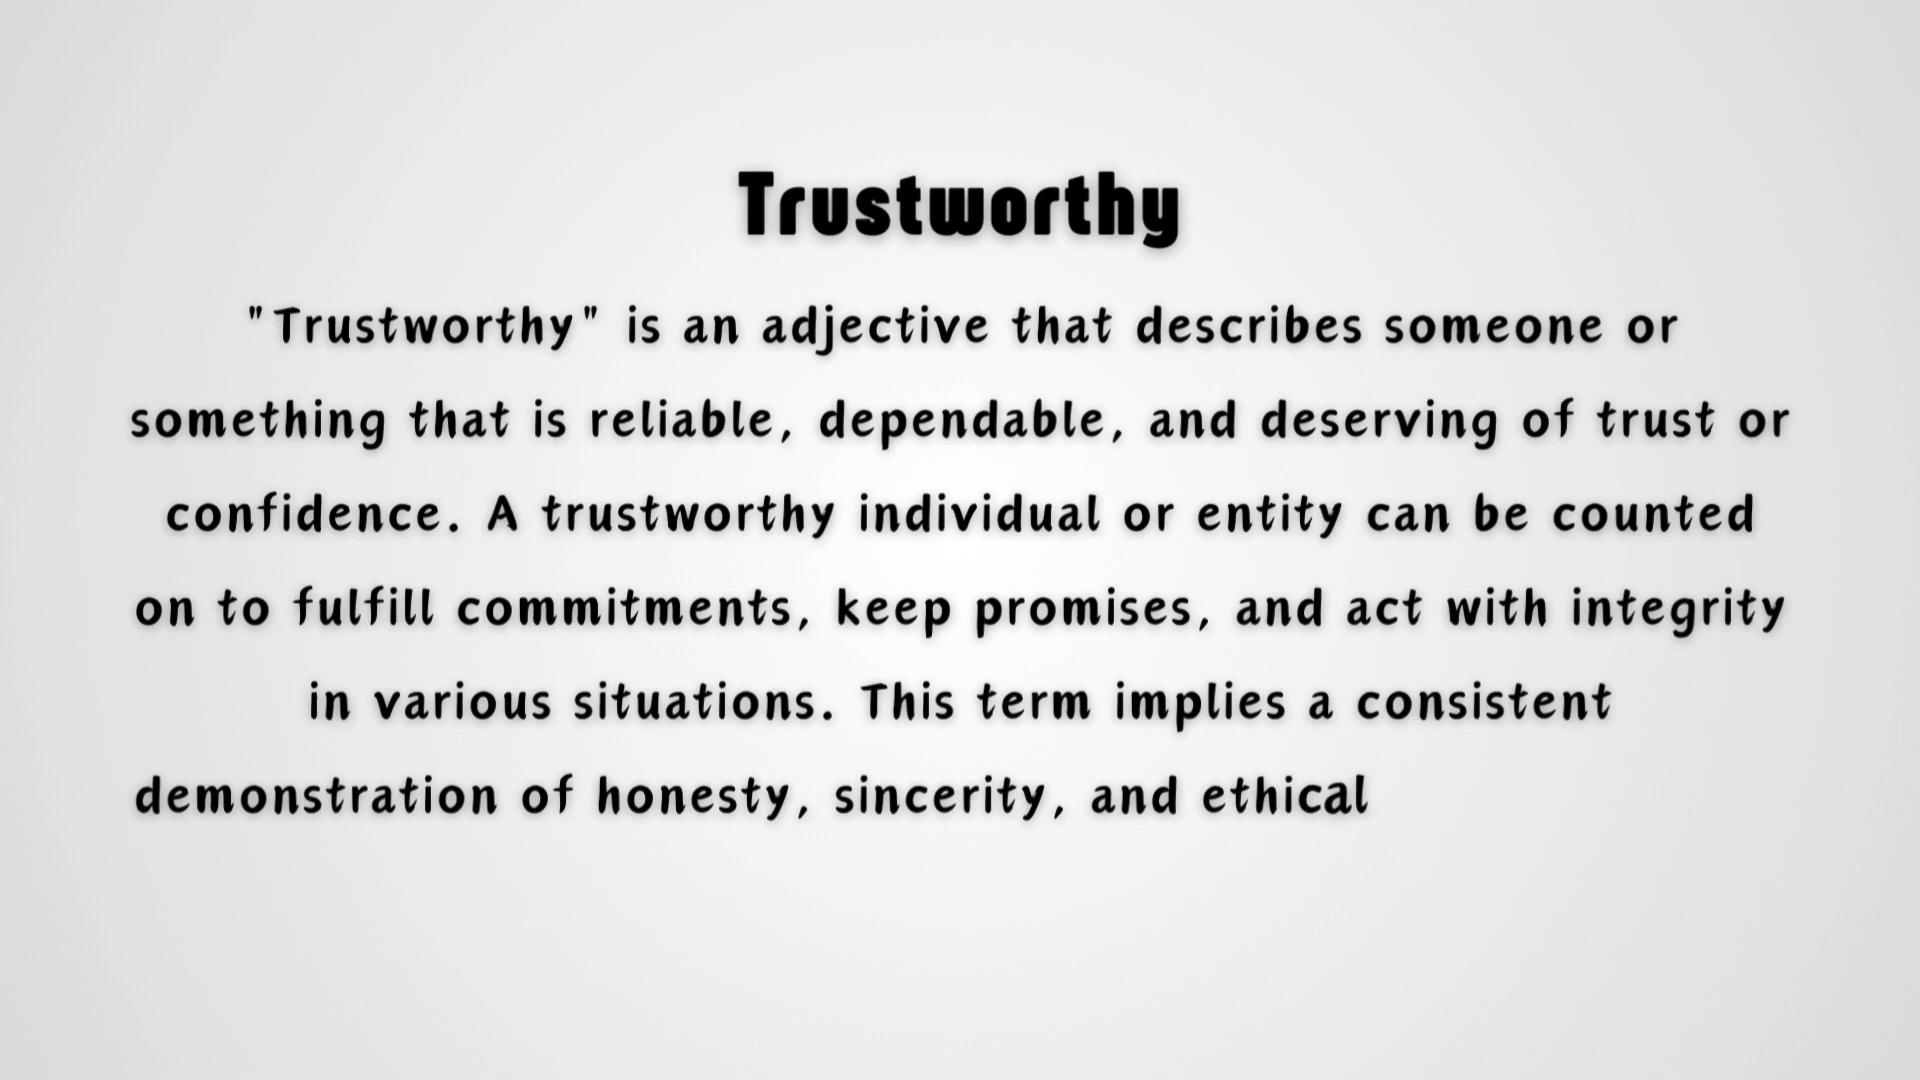 Trustworthy
"Trustworthy" is an adjective that describes someone or
something that is reliable, dependable, and deserving of trust or
confidence. A trustworthy individual or entity can be counted
on to fulfill commitments, keep promises, and act with integrity
in various situations. This term implies a consistent
demonstration of honesty, sincerity, and ethical